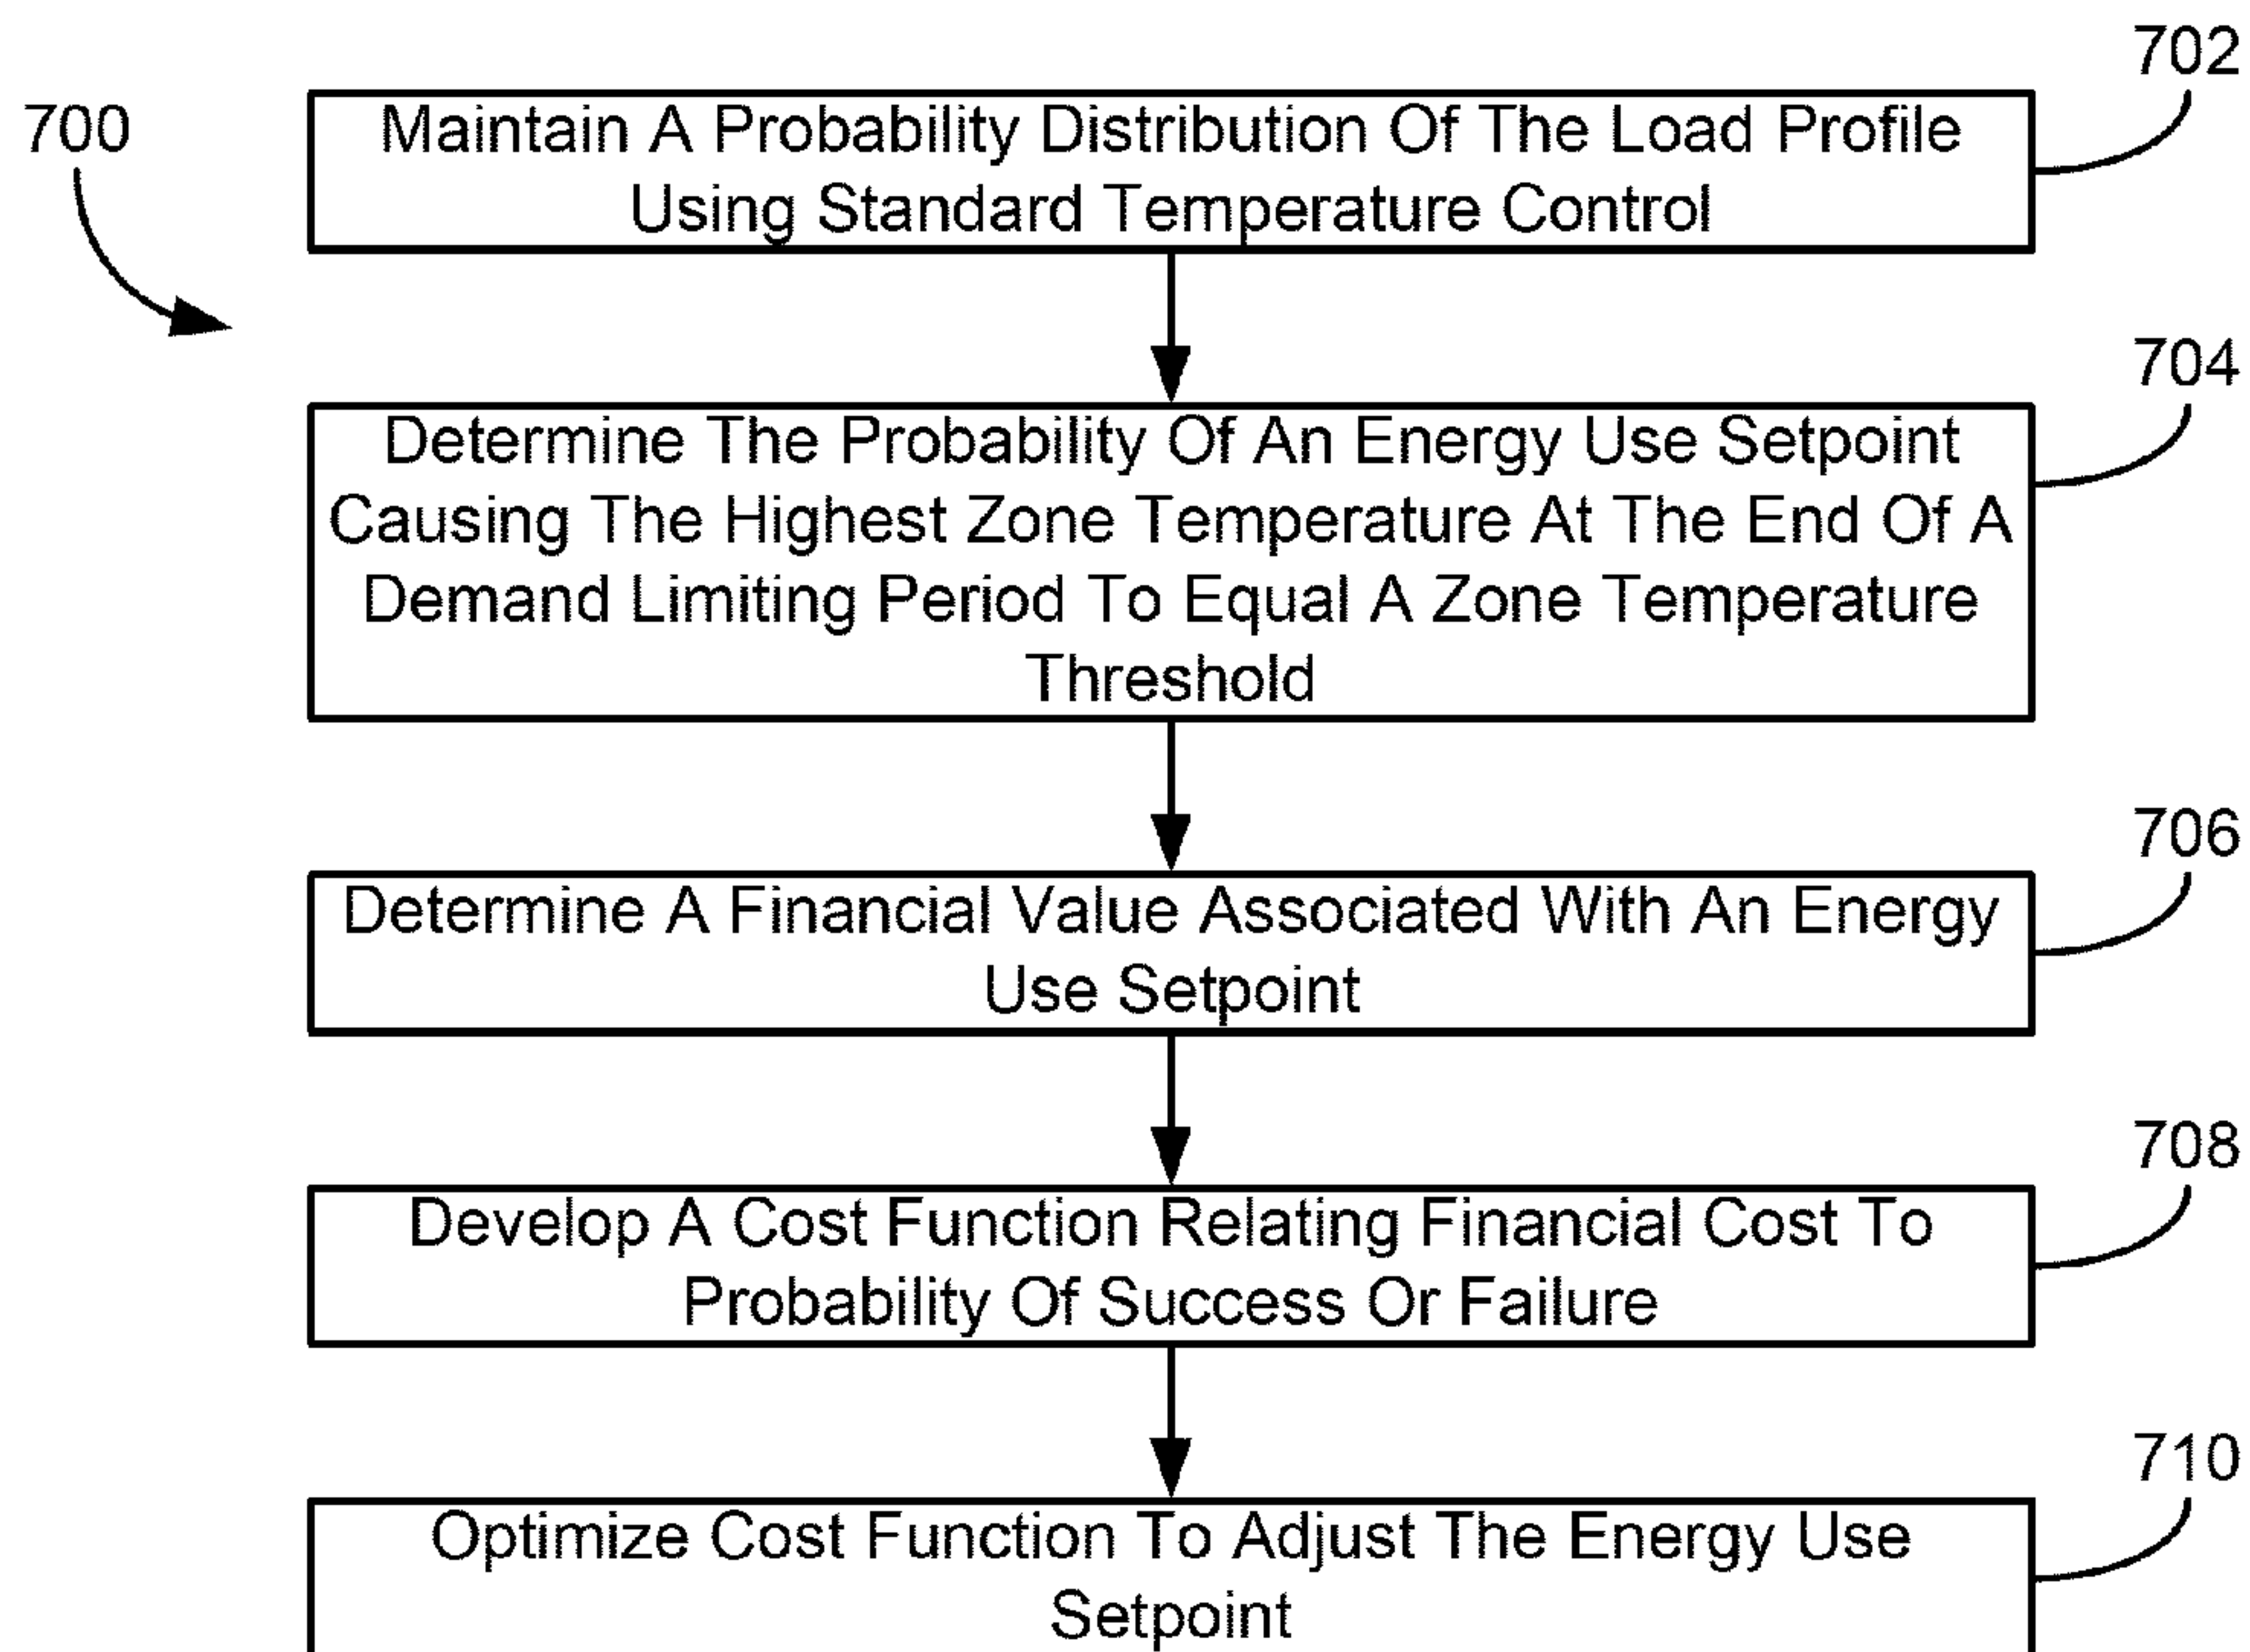 700
702
Maintain A Probability Distribution Of The Load Profile
Using Standard Temperature Control
704
Determine The Probability Of An Energy Use Setpoint
Causing The Highest Zone Temperature At The End Of A
Demand Limiting Period To Equal A Zone Temperature
Threshold
706
Determine A Financial Value Associated With An Energy
Use Setpoint
708
Develop A Cost Function Relating Financial Cost To
Probability Of Success Or Failure
710
Optimize Cost Function To Adjust The Energy Use
Setpoint